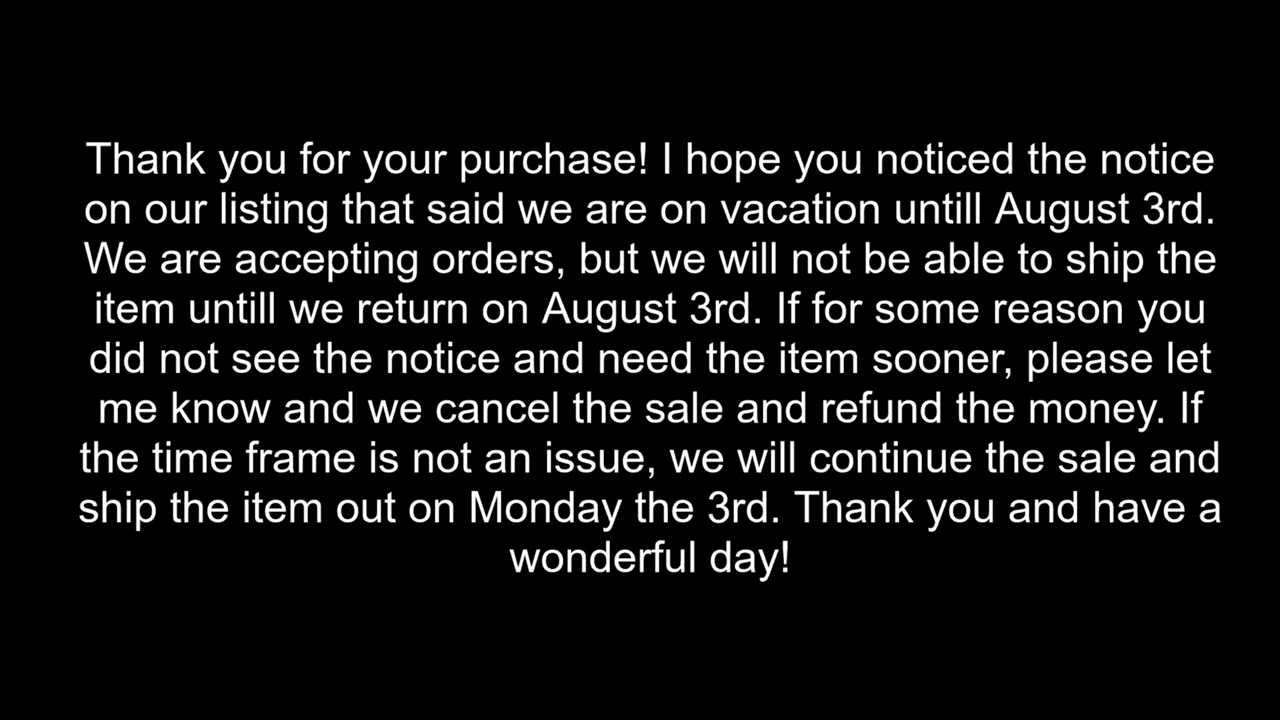 Thank you for your purchase! I hope you noticed the notice
on our listing that said we are on vacation untill August 3rd.
We are accepting orders, but we will not be able to ship the
item untill we return on August 3rd. If for some reason you
did not see the notice and need the item sooner, please let
me know and we cancel the sale and refund the money. If
the time frame is not an issue, we will continue the sale and
ship the item out on Monday the 3rd. Thank you and have a
wonderful day!